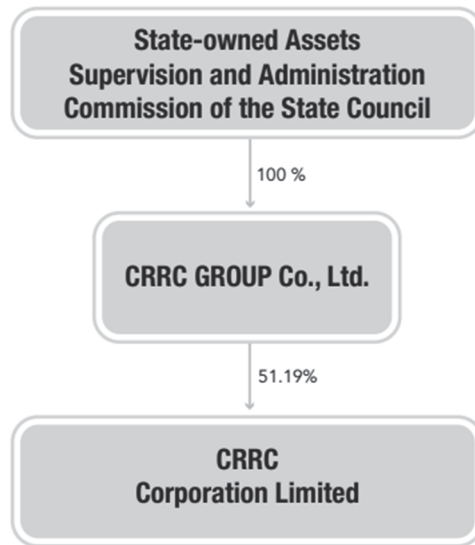 State-owned Assets
Supervision and Administration
Commission of the State Council
100 %
CRRC GROUP Co., Ltd.
51.19%
CRRC
Corporation Limited